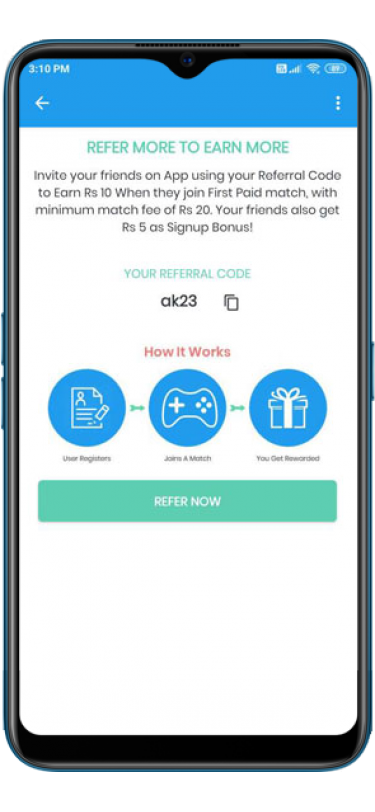 3:10 PM
REFER MORE TO EARN MORE
Invite your friends on App using your Referral Code
to Earn Rs 10 When they join First Paid match, with
minimum match fee of Rs 20. Your friends also get
Rs 5 as Signup Bonus!
YOUR REFERRAL CODE
ak23
How It Works
User Registers Joins A Match You Get Rewarded
REFER NOW